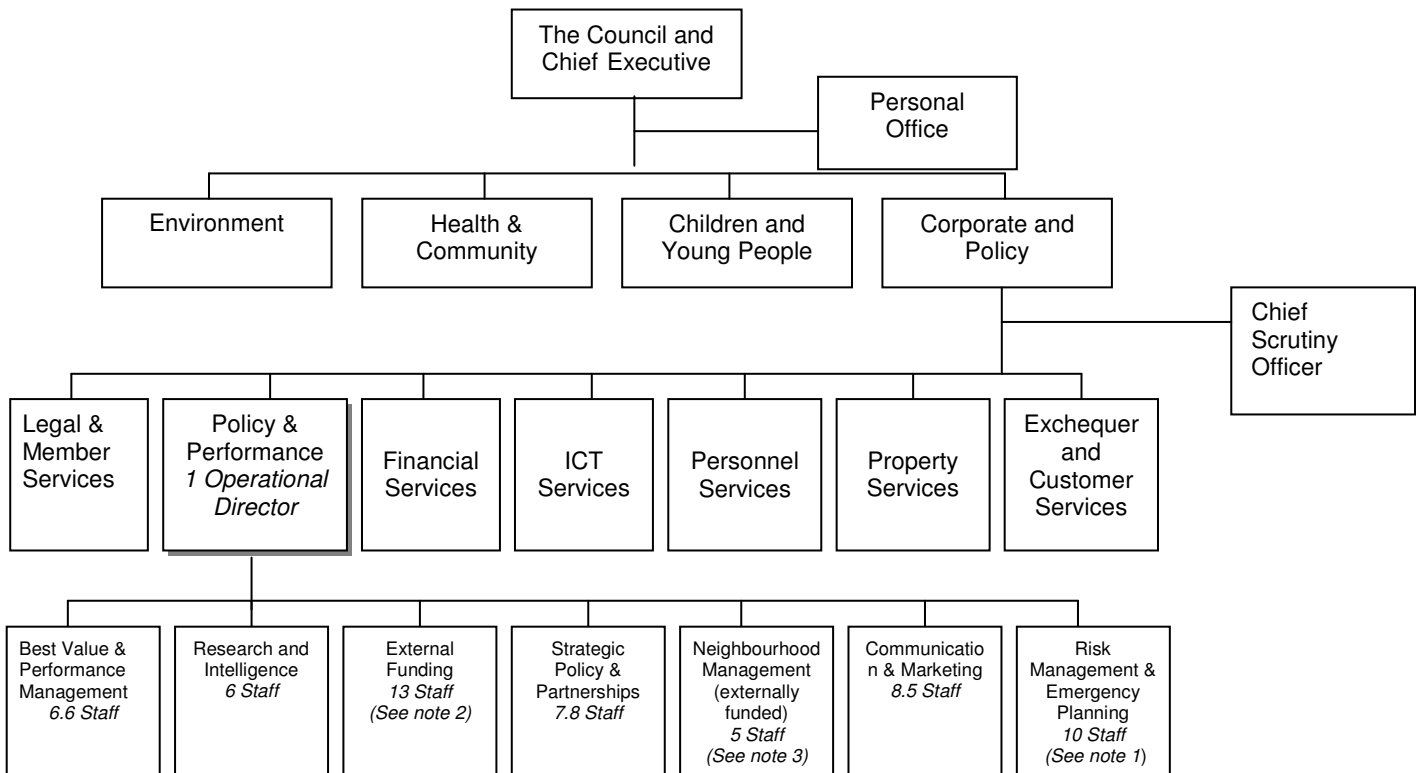 The Council and
Chief Executive
Personal
Office
Environment
Health &
Community
Children and
Young People
Corporate and
Policy
Chief
Scrutiny
Officer
Legal &
Member
Services
Policy &
Performance
1 Operational
Director
Financial
Services
ICT
Services
Personnel
Services
Property
Services
Exchequer
and
Customer
Services
Best Value &
Performance
Management
6.6 Staff
Research and
Intelligence
6 Staff
External
Funding
13 Staff
(See note 2)
Strategic
Policy &
Partnerships
7.8 Staff
Neighbourhood
Management
(externally
funded)
5 Staff
(See note 3)
Communicatio
n & Marketing
8.5 Staff
Risk
Management &
Emergency
Planning
10 Staff
(See note 1)